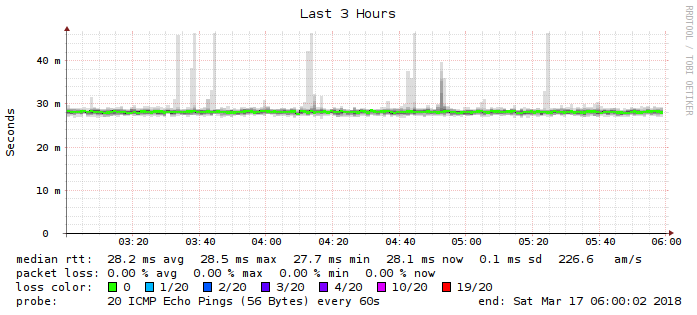 Last 3 Hours
RRDTOOL / TOBI OETIKER
Seconds
40 m
30 m
20 m
10 m
0
03:20 03:40 04:00 04:20 04:40 05:00 05:20 05:40 06:00
median rtt: 28.2 ms avg 28.5 ms max 27.7 ms min 28.1 ms now 0.1 ms sd 226.6 am/s
packet loss: 0.00 % avg 0.00 % max 0.00 % min 0.00 % now
loss color: 0 1/20 2/20 3/20 4/20 10/20 19/20
probe: 20 ICMP Echo Pings (56 Bytes) every 60s end: Sat Mar 17 06:00:02 2018